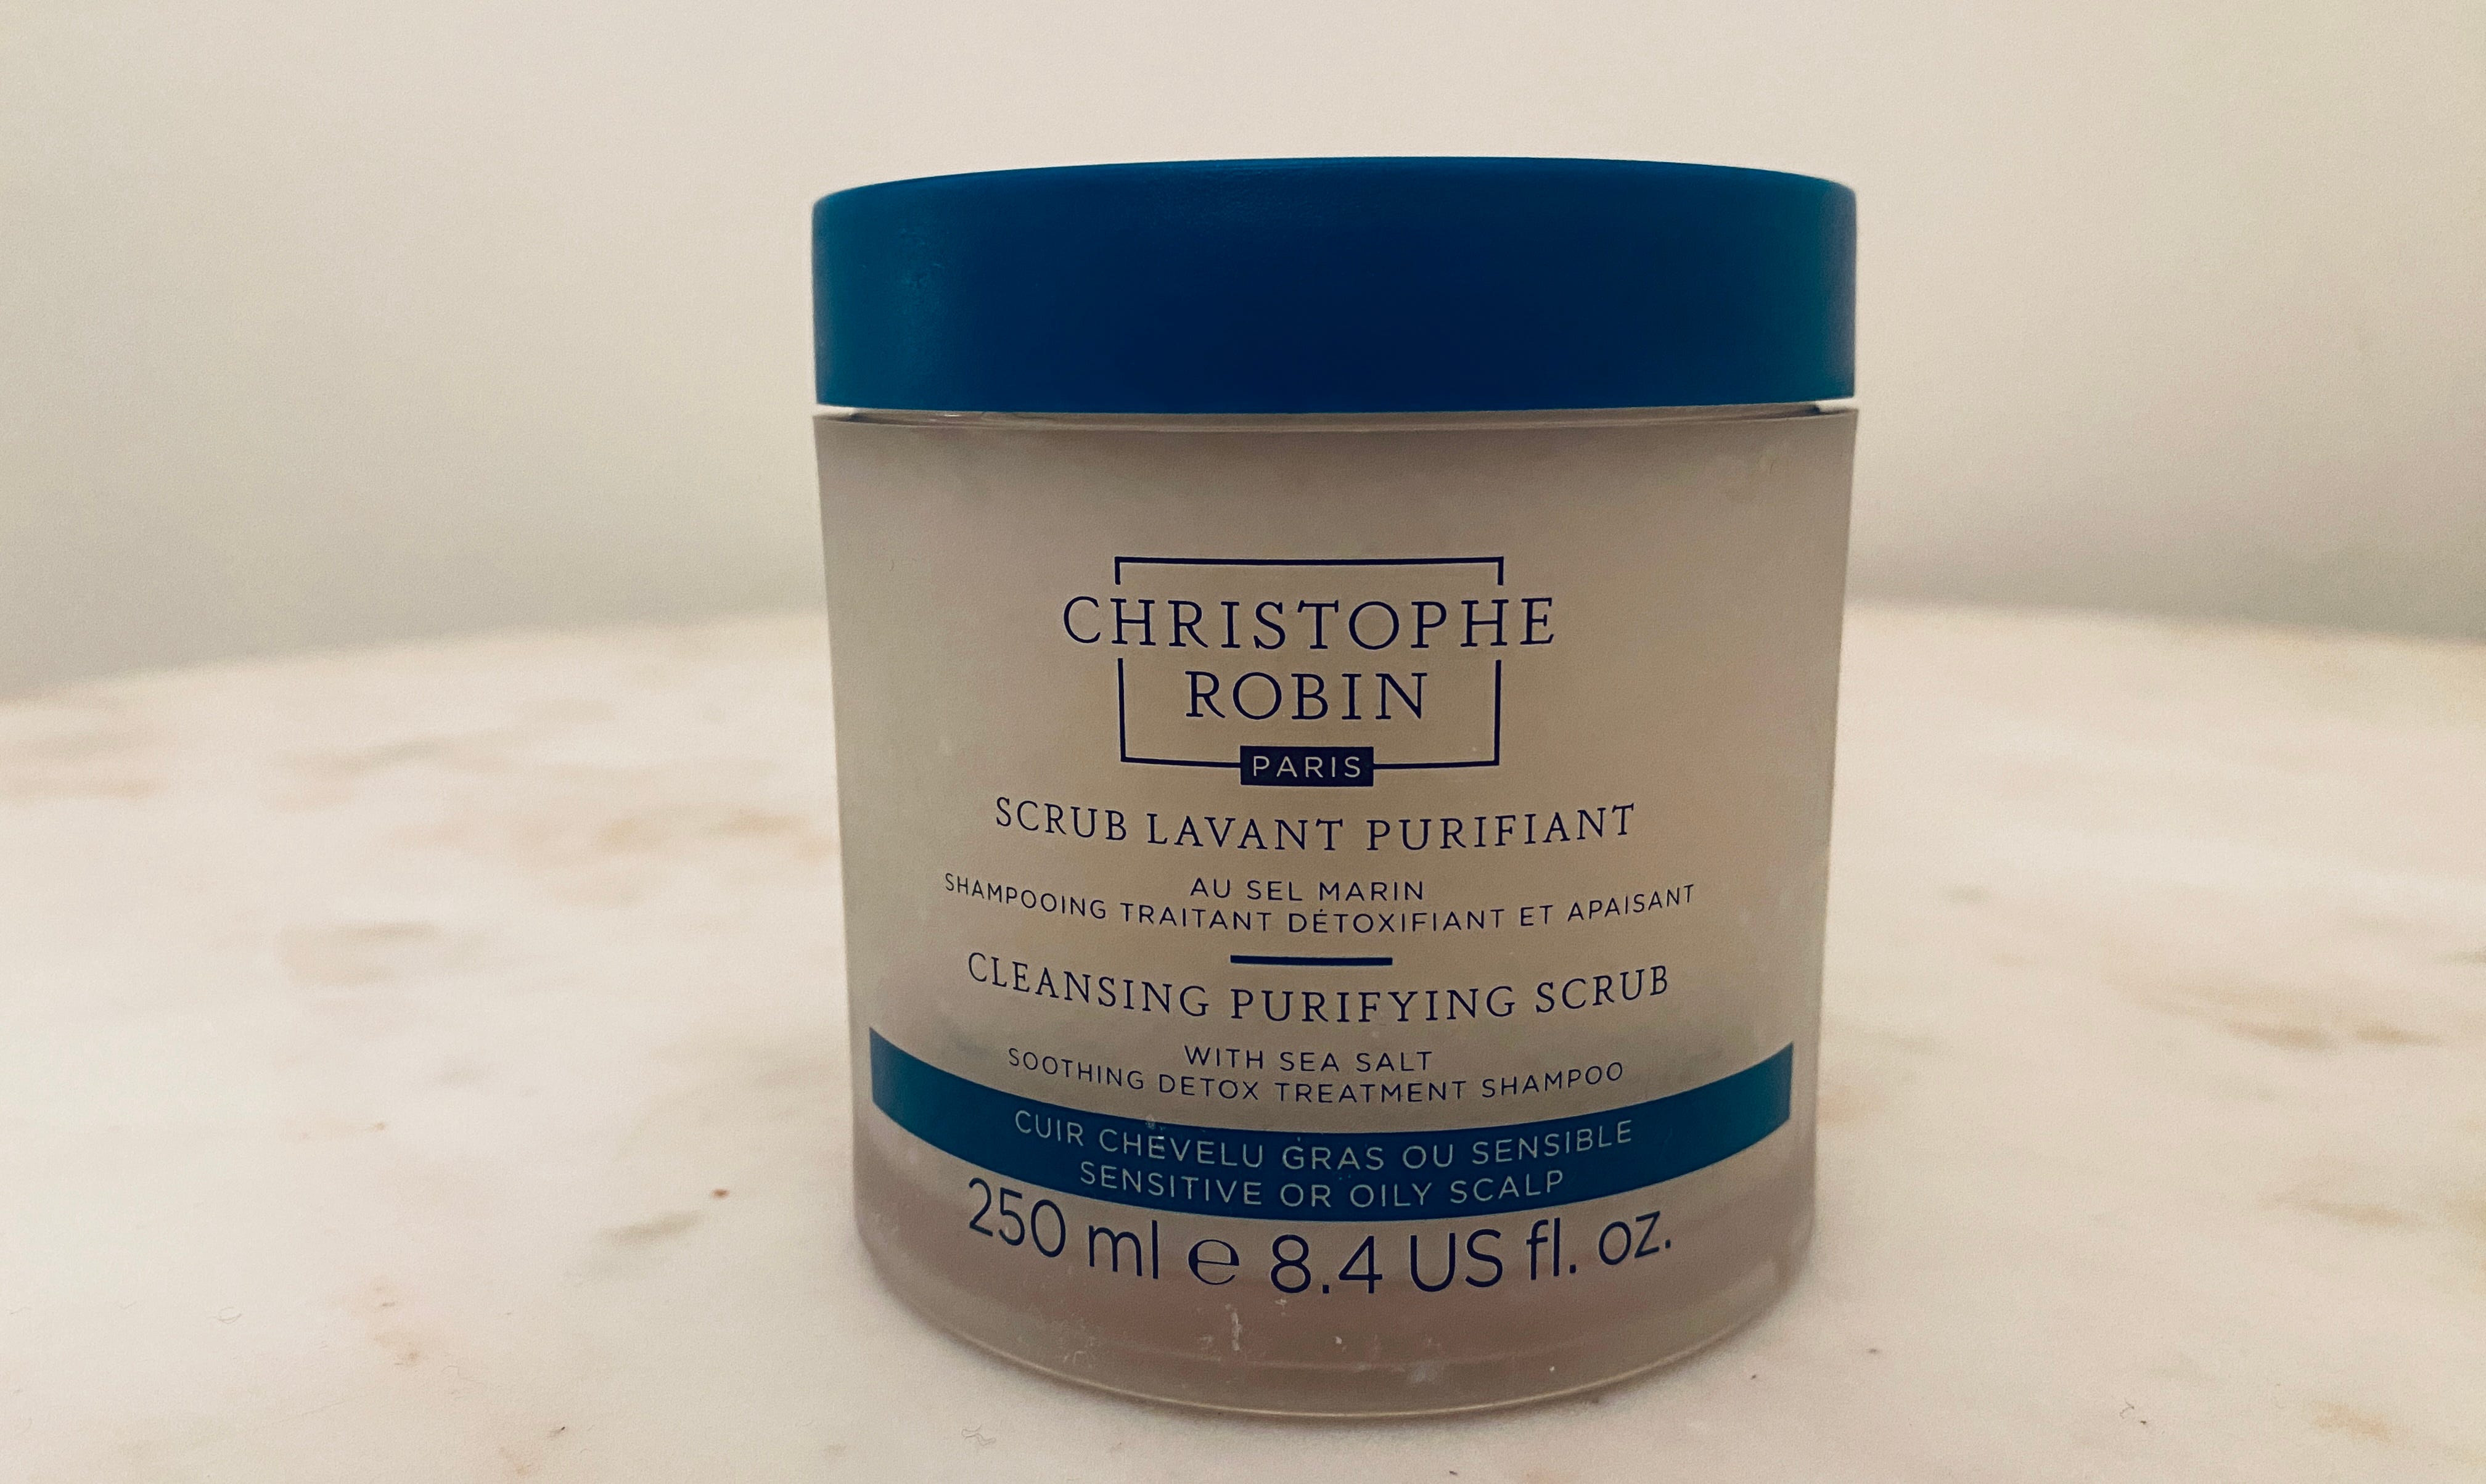 CHRISTOPHE
ROBIN
PARIS
SCRUB LAVANT PURIFIANT
AU SEL MARIN
SHAMPOOING TRAITANT DÉTOXIFIANT ET APAISANT
CLEANSING PURIFYING SCRUB
WITH SEA SALT
SOOTHING DETOX TREATMENT SHAMPOO
CUIR CHEVELU GRAS OU SENSIBLE
SENSITIVE OR OILY SCALP
250 ml ℮ 8.4 US fl. oz.